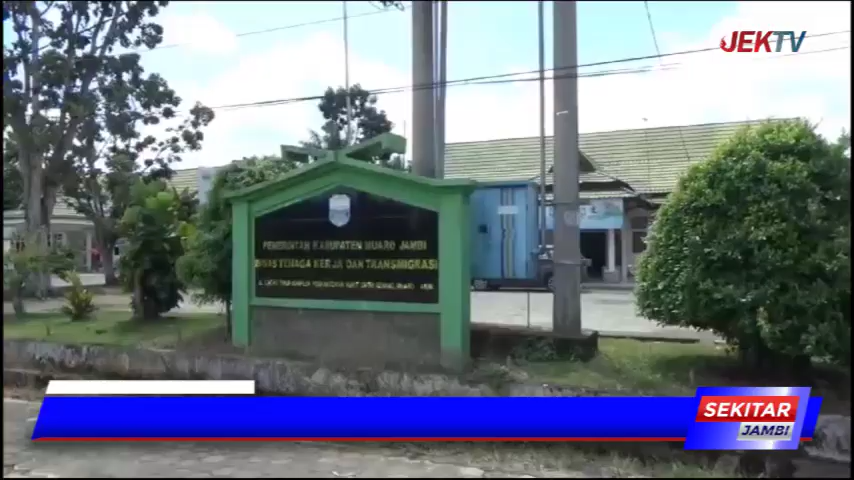 JEKTV
PEMERINTAH KABUPATEN MUARO JAMBI
DINAS TENAGA KERJA DAN TRANSMIGRASI
SEKITAR
JAMBI